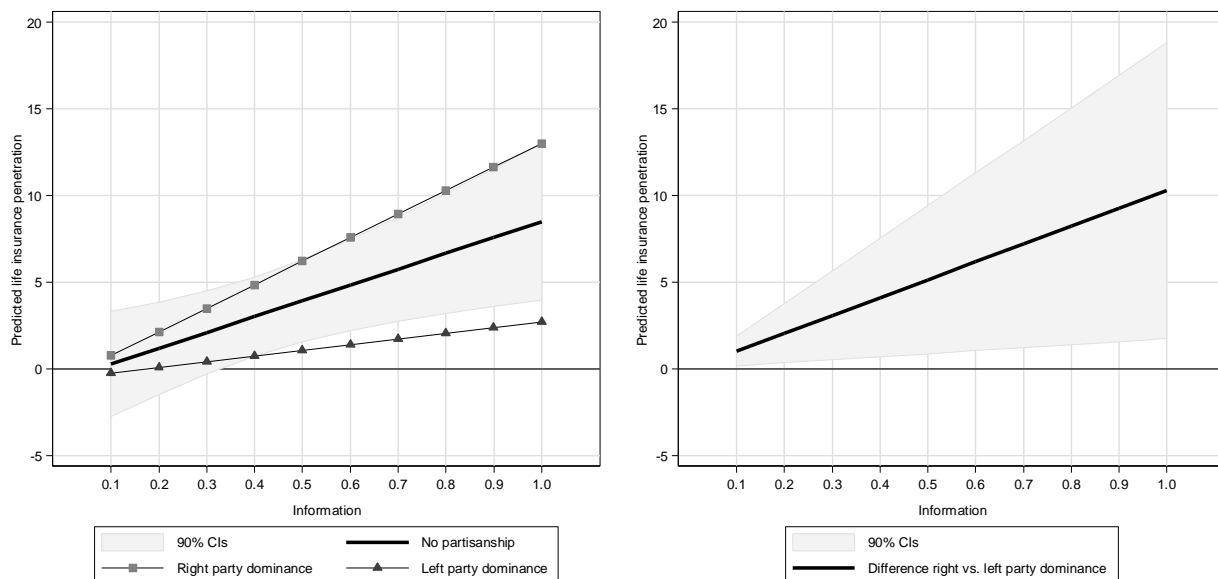 Predicted life insurance penetration
20
15
10
5
0
-5
0.1 0.2 0.3 0.4 0.5 0.6 0.7 0.8 0.9 1.0
Information
90% CIs No partisanship
Right party dominance Left party dominance
Predicted life insurance penetration
20
15
10
5
0
-5
0.1 0.2 0.3 0.4 0.5 0.6 0.7 0.8 0.9 1.0
Information
90% CIs
Difference right vs. left party dominance